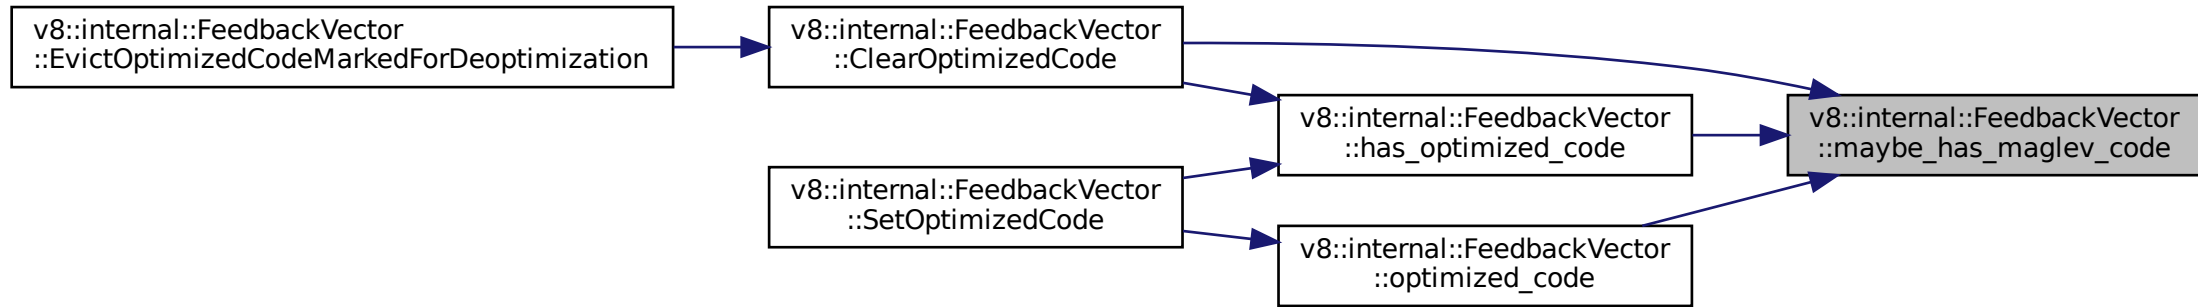 v8::internal::FeedbackVector
::EvictOptimizedCodeMarkedForDeoptimization
v8::internal::FeedbackVector
::ClearOptimizedCode
v8::internal::FeedbackVector
::has_optimized_code
v8::internal::FeedbackVector
::maybe_has_maglev_code
v8::internal::FeedbackVector
::SetOptimizedCode
v8::internal::FeedbackVector
::optimized_code